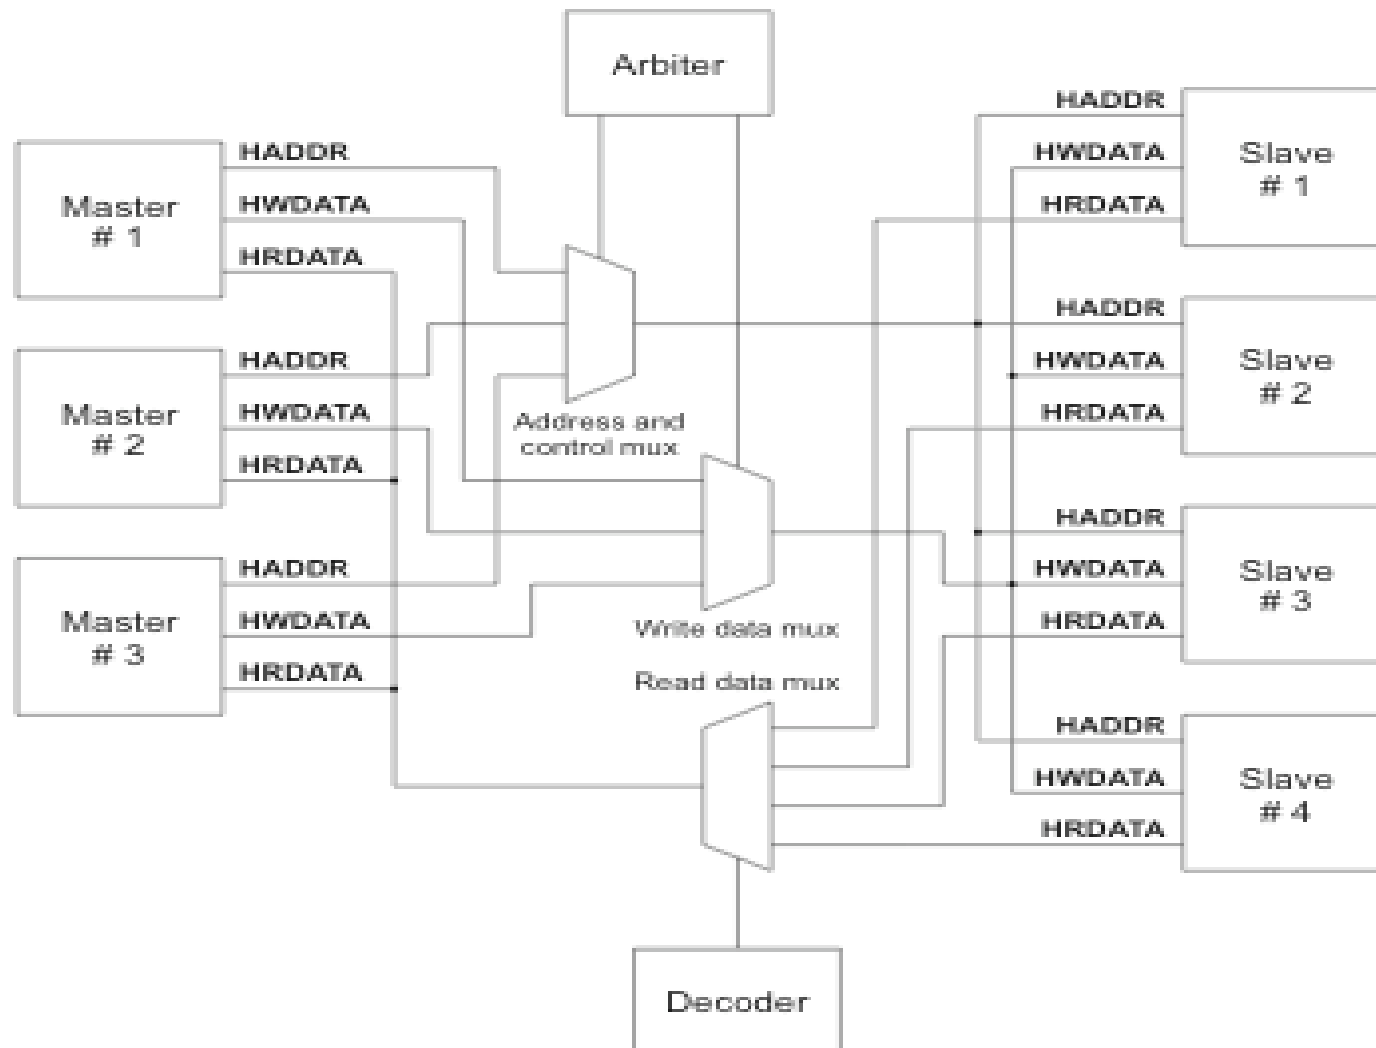 Arbiter
Master
# 1
HADDR
HWDATA
HRDATA
Master
# 2
HADDR
HWDATA
HRDATA
Master
# 3
HADDR
HWDATA
HRDATA
Address and
control mux
Write data mux
Read data mux
Decoder
HADDR
HWDATA
HRDATA
Slave
# 1
HADDR
HWDATA
HRDATA
Slave
# 2
HADDR
HWDATA
HRDATA
Slave
# 3
HADDR
HWDATA
HRDATA
Slave
# 4